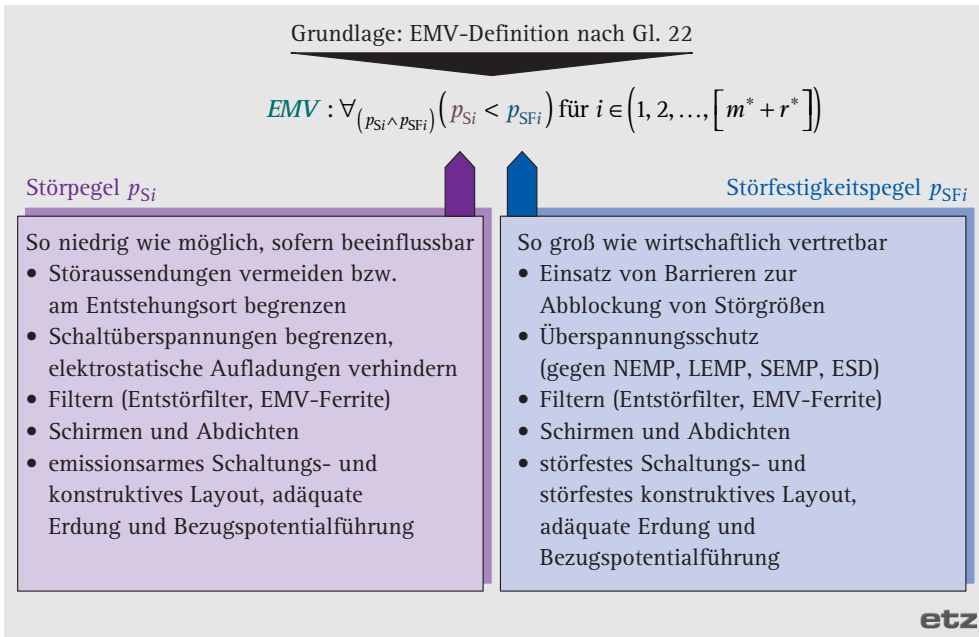 Grundlage: EMV-Definition nach Gl. 22
EMV : ∀(pSi ∧ pSFi) (pSi < pSFi) für i ∈ (1, 2, …, [m* + r*])
Störpegel pSi
So niedrig wie möglich, sofern beeinflussbar
• Störaussendungen vermeiden bzw.
am Entstehungsort begrenzen
• Schaltüberspannungen begrenzen,
elektrostatische Aufladungen verhindern
• Filtern (Entstörfilter, EMV-Ferrite)
• Schirmen und Abdichten
• emissionsarmes Schaltungs- und
konstruktives Layout, adäquate
Erdung und Bezugspotentialführung
Störfestigkeitspegel pSFi
So groß wie wirtschaftlich vertretbar
• Einsatz von Barrieren zur
Abblockung von Störgrößen
• Überspannungsschutz
(gegen NEMP, LEMP, SEMP, ESD)
• Filtern (Entstörfilter, EMV-Ferrite)
• Schirmen und Abdichten
• störfestes Schaltungs- und
störfestes konstruktives Layout,
adäquate Erdung und
Bezugspotentialführung
etz